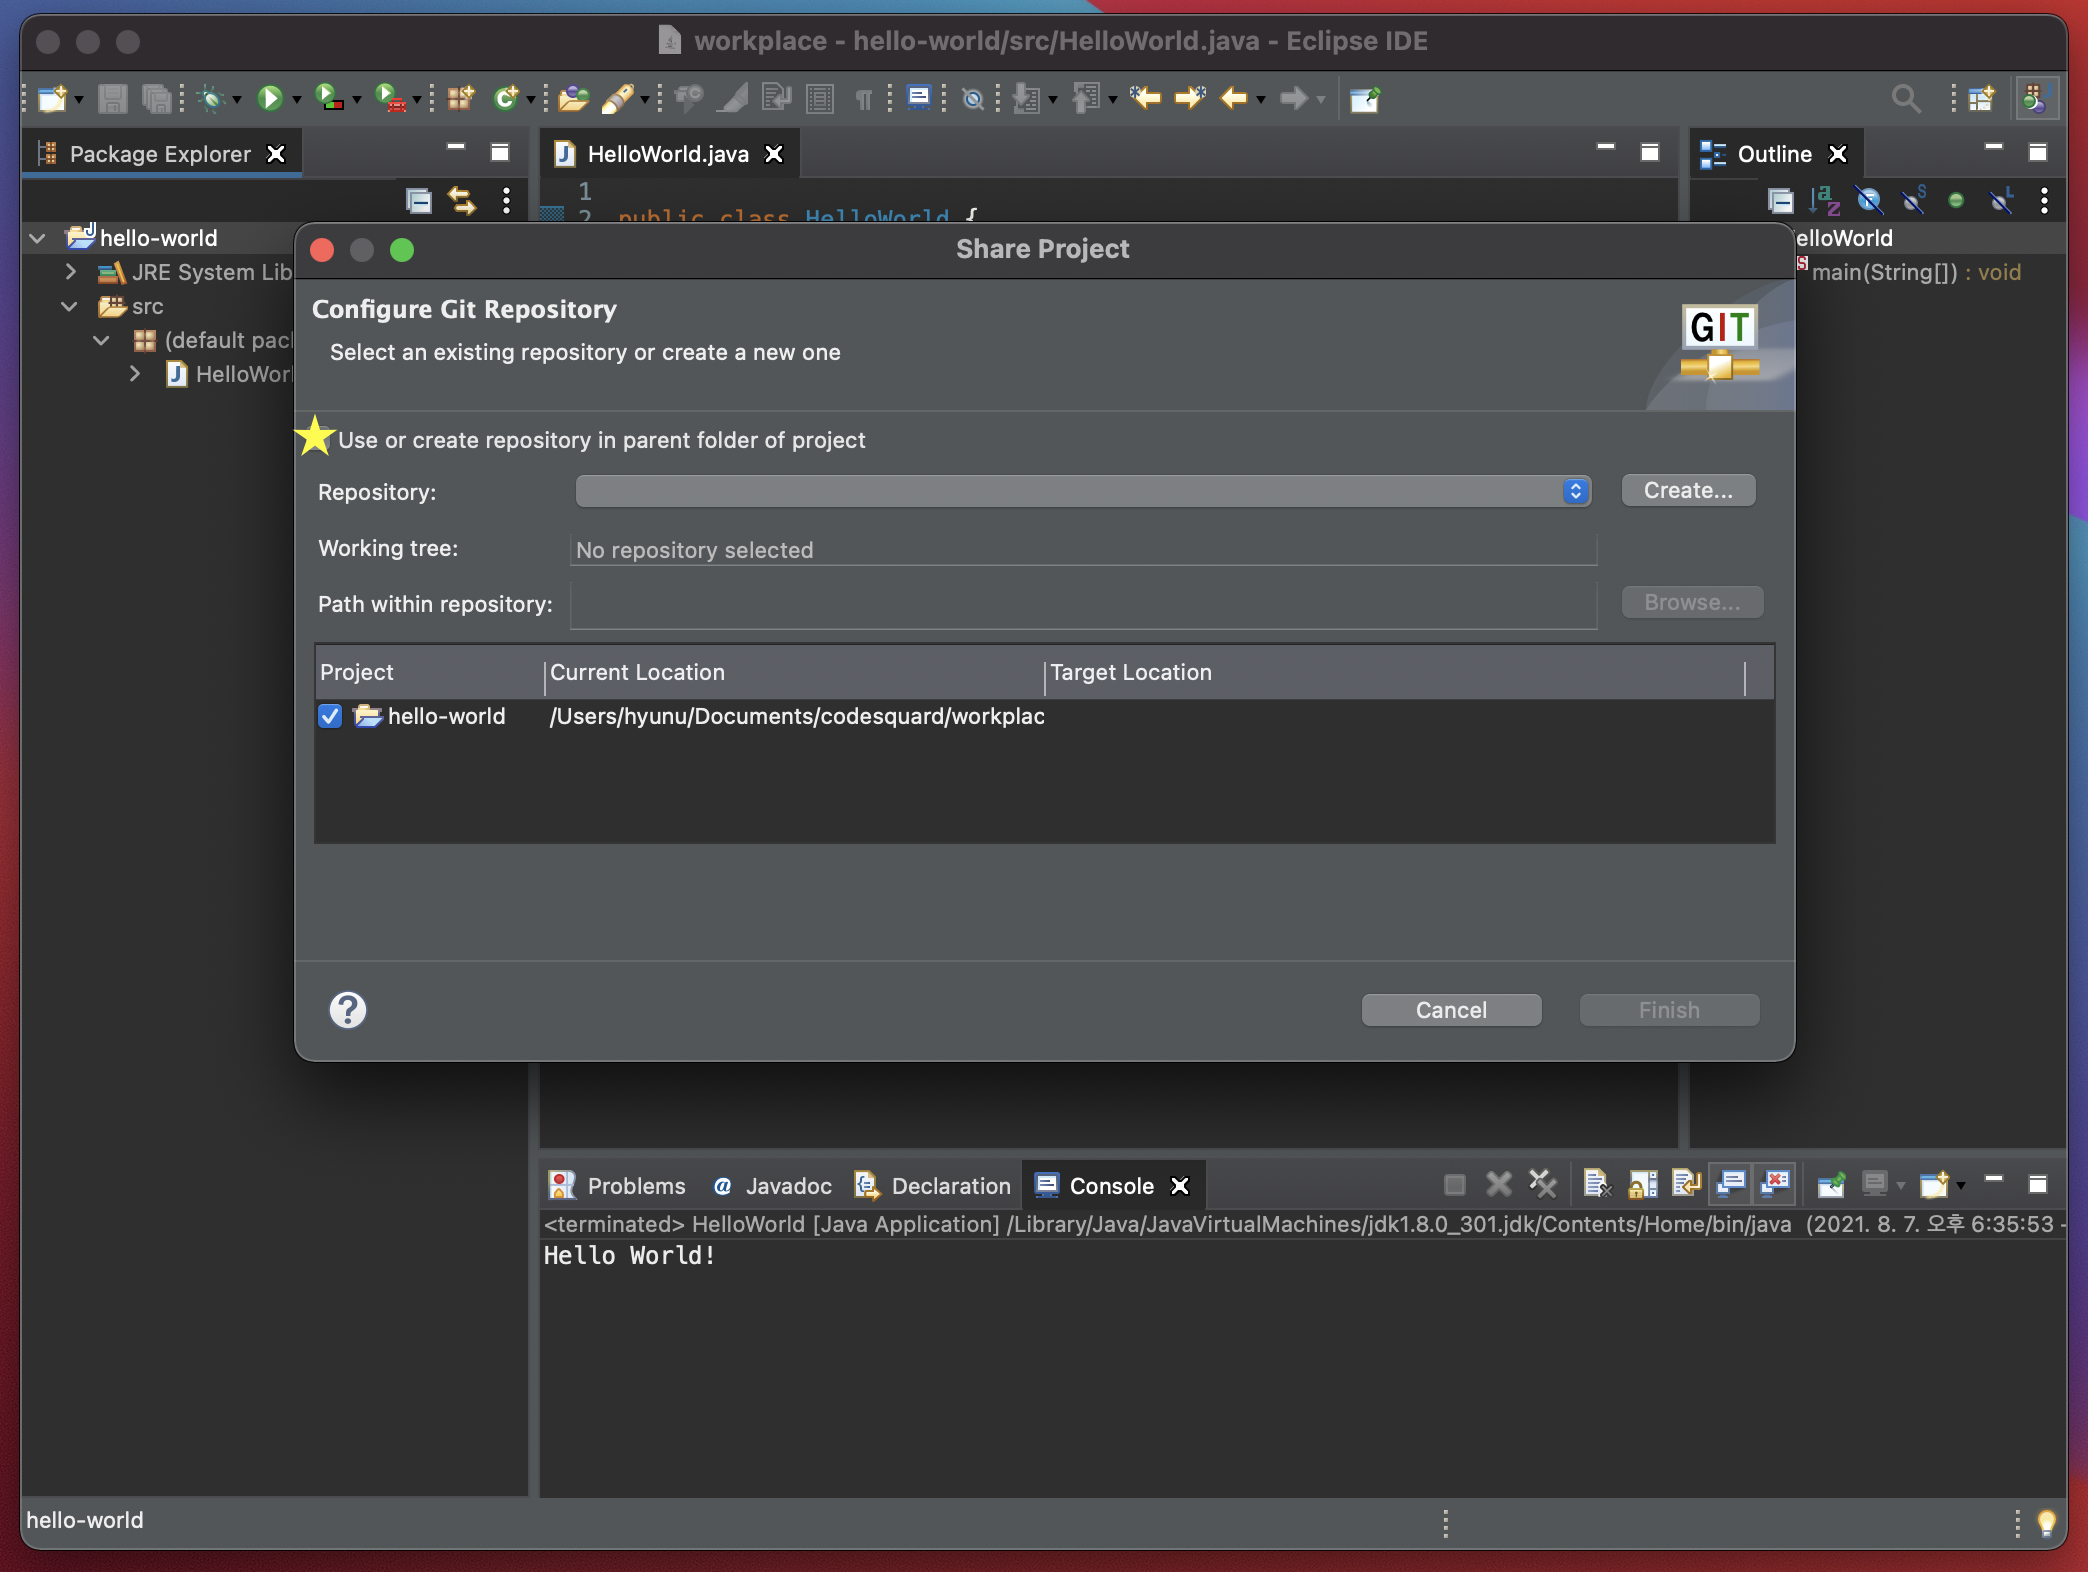 workplace - hello-world/src/HelloWorld.java - Eclipse IDE
Package Explorer
HelloWorld.java
Outline
1
2 public class HelloWorld {
hello-world
JRE System Lib
src
(default pac
HelloWor
elloWorld
main(String[]) : void
Share Project
Configure Git Repository
Select an existing repository or create a new one
GIT
Use or create repository in parent folder of project
Repository:
Create...
Working tree:
No repository selected
Path within repository:
Browse...
Project
Current Location
Target Location
hello-world
/Users/hyunu/Documents/codesquard/workplac
Cancel
Finish
Problems
@ Javadoc
Declaration
Console
<terminated> HelloWorld [Java Application] /Library/Java/JavaVirtualMachines/jdk1.8.0_301.jdk/Contents/Home/bin/java (2021. 8. 7. 오후 6:35:53 -
Hello World!
hello-world